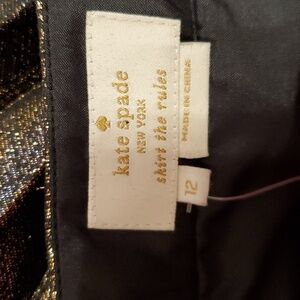 kate spade
NEW YORK
skirt the rules
MADE IN CHINA
12